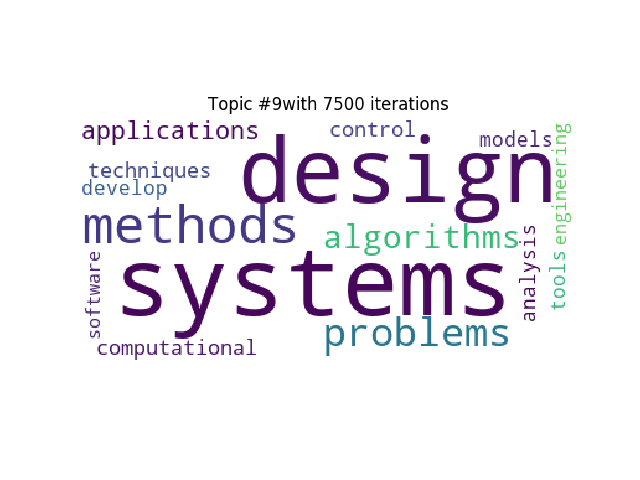 Topic #9with 7500 iterations
applications
control
models
engineering
techniques
develop
design
methods
algorithms
analysis
tools
software
systems
problems
computational